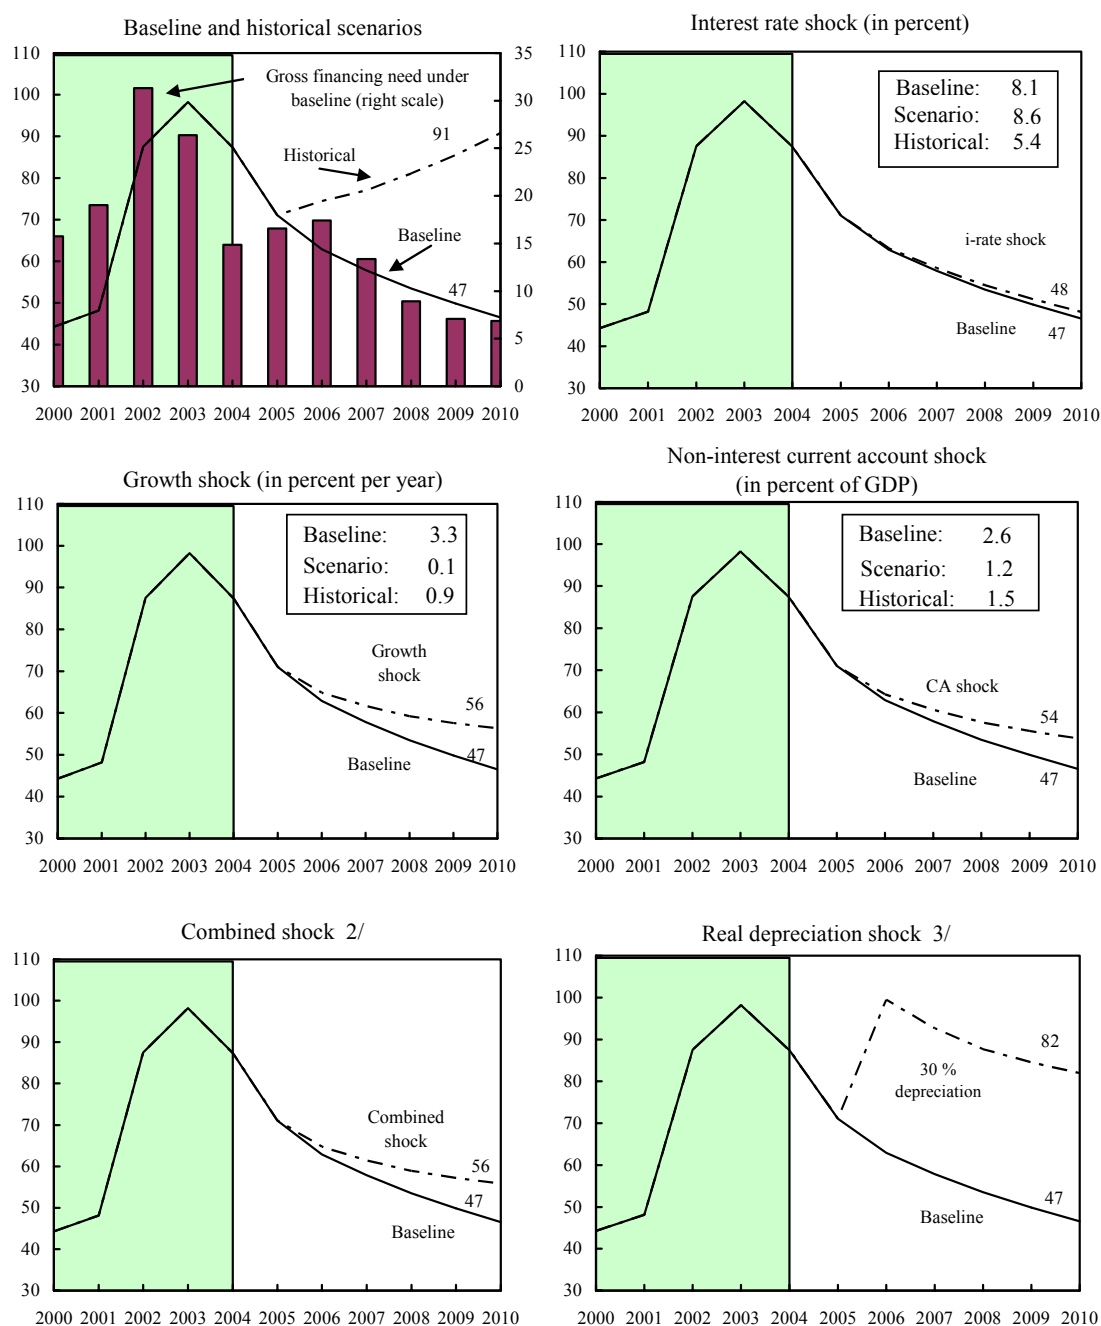 Baseline and historical scenarios
110
100
90
80
70
60
50
40
30
35
30
25
20
15
10
5
0
Gross financing need under
baseline (right scale)
91
Historical
Baseline
47
2000 2001 2002 2003 2004 2005 2006 2007 2008 2009 2010
Interest rate shock (in percent)
110
100
90
80
70
60
50
40
30
Baseline: 8.1
Scenario: 8.6
Historical: 5.4
i-rate shock
48
Baseline
47
2000 2001 2002 2003 2004 2005 2006 2007 2008 2009 2010
Growth shock (in percent per year)
110
100
90
80
70
60
50
40
30
Baseline: 3.3
Scenario: 0.1
Historical: 0.9
Growth
shock
56
47
Baseline
2000 2001 2002 2003 2004 2005 2006 2007 2008 2009 2010
Non-interest current account shock
(in percent of GDP)
110
100
90
80
70
60
50
40
30
Baseline: 2.6
Scenario: 1.2
Historical: 1.5
CA shock
54
Baseline
47
2000 2001 2002 2003 2004 2005 2006 2007 2008 2009 2010
Combined shock 2/
110
100
90
80
70
60
50
40
30
Combined
shock
56
47
Baseline
2000 2001 2002 2003 2004 2005 2006 2007 2008 2009 2010
Real depreciation shock 3/
110
100
90
80
70
60
50
40
30
82
30 %
depreciation
47
Baseline
2000 2001 2002 2003 2004 2005 2006 2007 2008 2009 2010